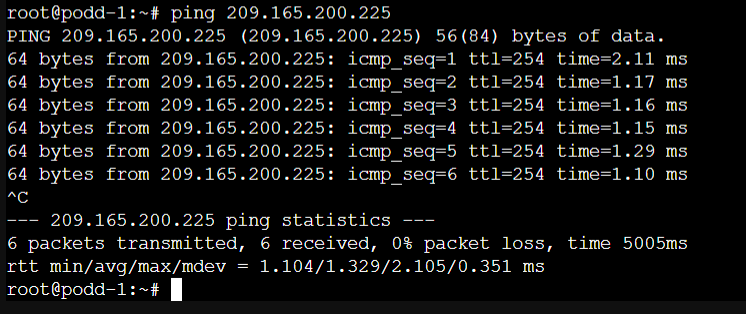 root@podd-1:~# ping 209.165.200.225
PING 209.165.200.225 (209.165.200.225) 56(84) bytes of data.
64 bytes from 209.165.200.225: icmp_seq=1 ttl=254 time=2.11 ms
64 bytes from 209.165.200.225: icmp_seq=2 ttl=254 time=1.17 ms
64 bytes from 209.165.200.225: icmp_seq=3 ttl=254 time=1.16 ms
64 bytes from 209.165.200.225: icmp_seq=4 ttl=254 time=1.15 ms
64 bytes from 209.165.200.225: icmp_seq=5 ttl=254 time=1.29 ms
64 bytes from 209.165.200.225: icmp_seq=6 ttl=254 time=1.10 ms
^C
--- 209.165.200.225 ping statistics ---
6 packets transmitted, 6 received, 0% packet loss, time 5005ms
rtt min/avg/max/mdev = 1.104/1.329/2.105/0.351 ms
root@podd-1:~#